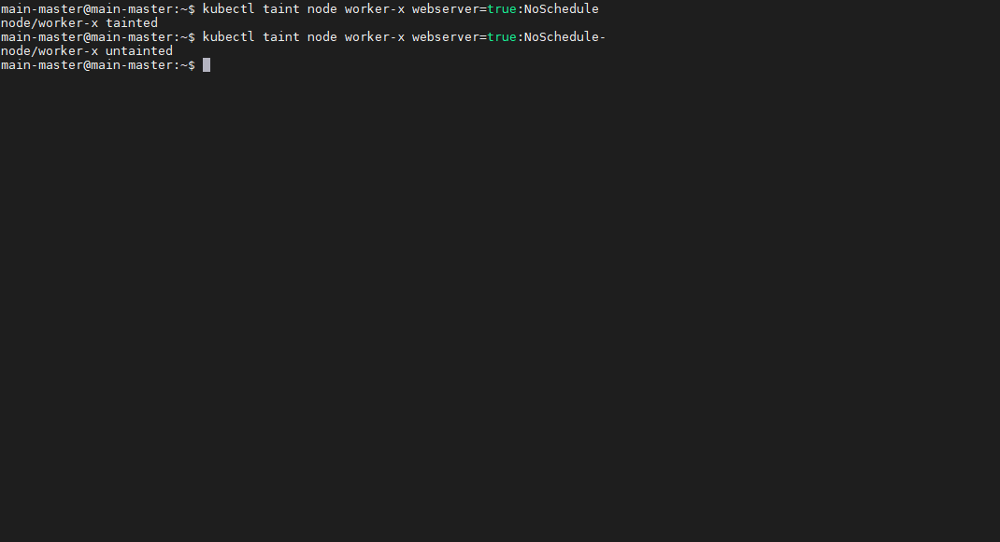 main-master@main-master:~$ kubectl taint node worker-x webserver=true:NoSchedule
node/worker-x tainted
main-master@main-master:~$ kubectl taint node worker-x webserver=true:NoSchedule-
node/worker-x untainted
main-master@main-master:~$